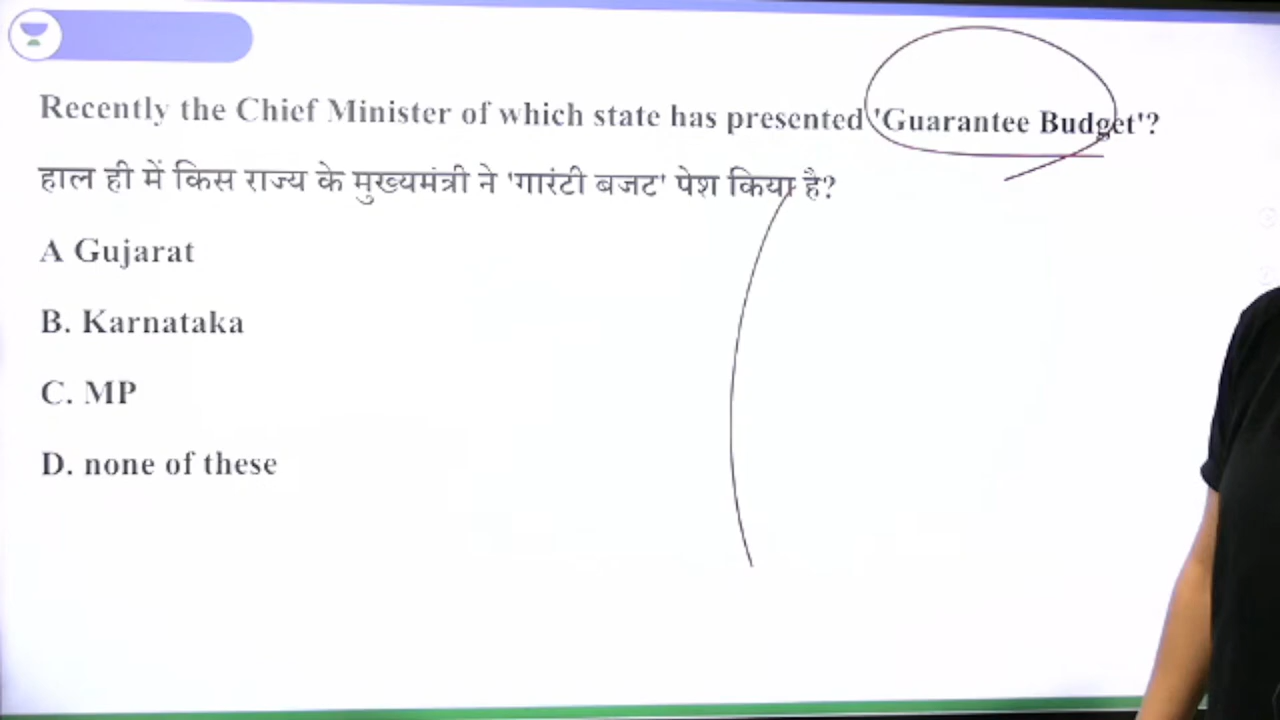 Recently the Chief Minister of which state has presented 'Guarantee Budget'?
हाल ही में किस राज्य के मुख्यमंत्री ने 'गारंटी बजट' पेश किया है?
A Gujarat
B. Karnataka
C. MP
D. none of these